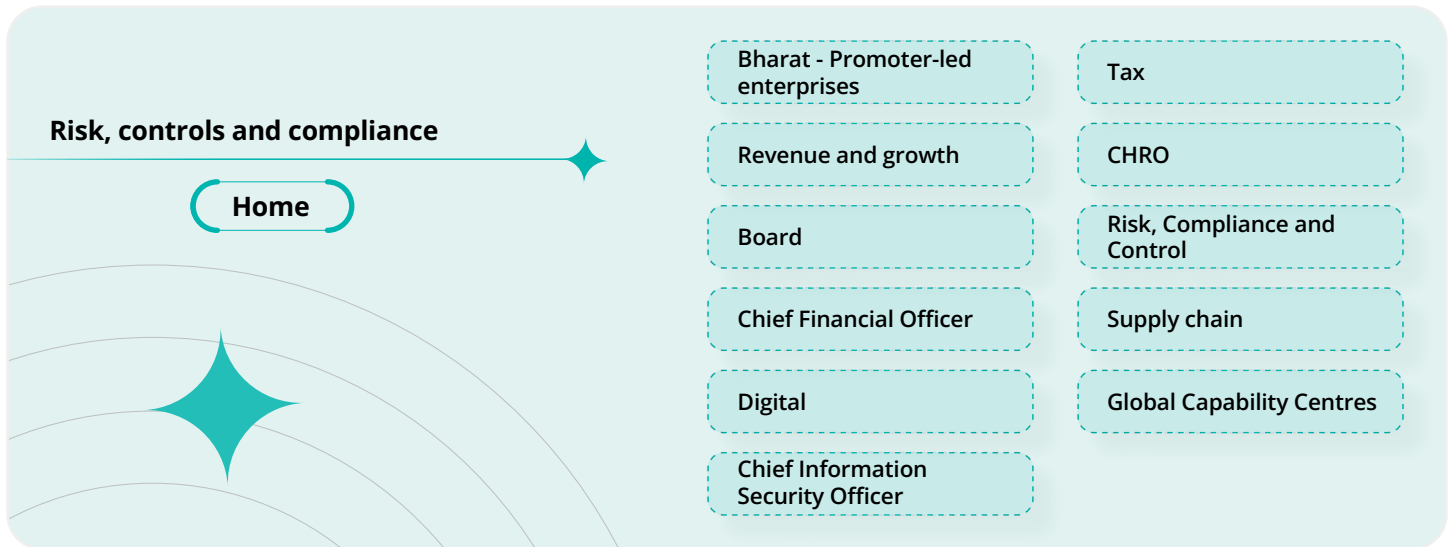 Risk, controls and compliance
Home
Bharat - Promoter-led
enterprises
Revenue and growth
Board
Chief Financial Officer
Digital
Chief Information
Security Officer
Tax
CHRO
Risk, Compliance and
Control
Supply chain
Global Capability Centres